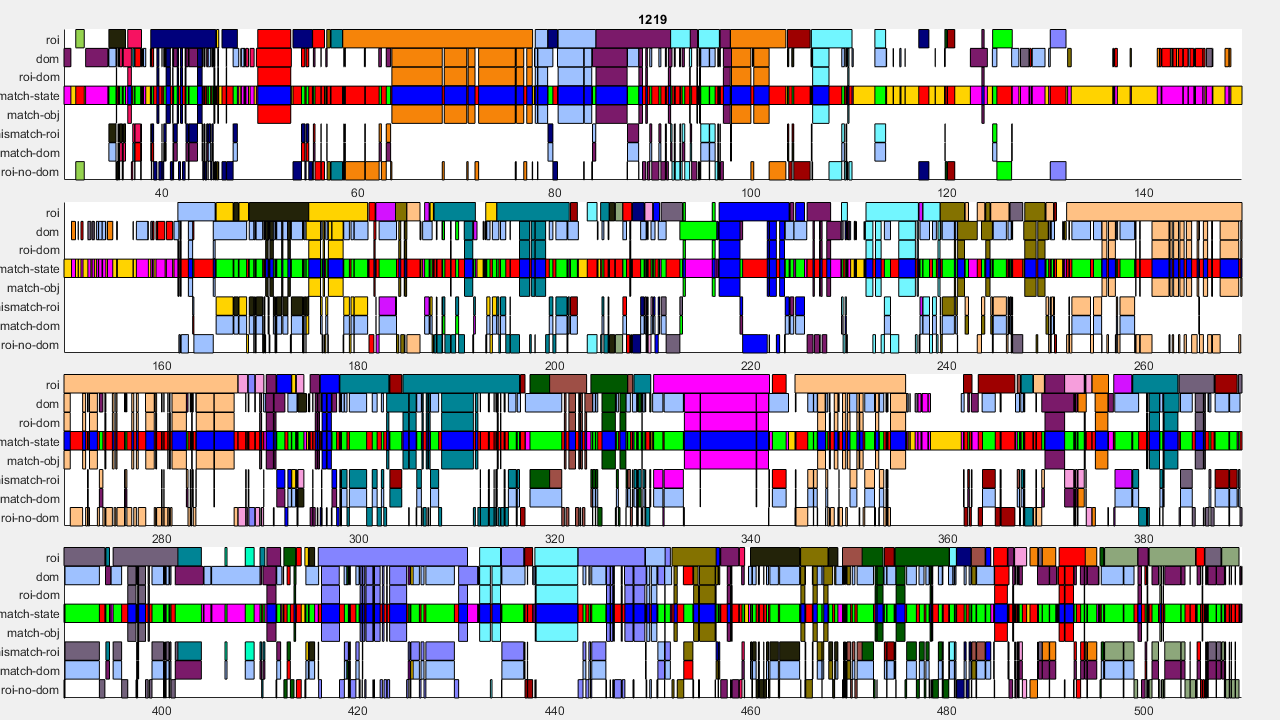 1219
roi
dom
roi-dom
match-state
match-obj
ismatch-roi
match-dom
roi-no-dom
40 60 80 100 120 140
roi
dom
roi-dom
match-state
match-obj
ismatch-roi
match-dom
roi-no-dom
160 180 200 220 240 260
roi
dom
roi-dom
match-state
match-obj
ismatch-roi
match-dom
roi-no-dom
280 300 320 340 360 380
roi
dom
roi-dom
match-state
match-obj
ismatch-roi
match-dom
roi-no-dom
400 420 440 460 480 500